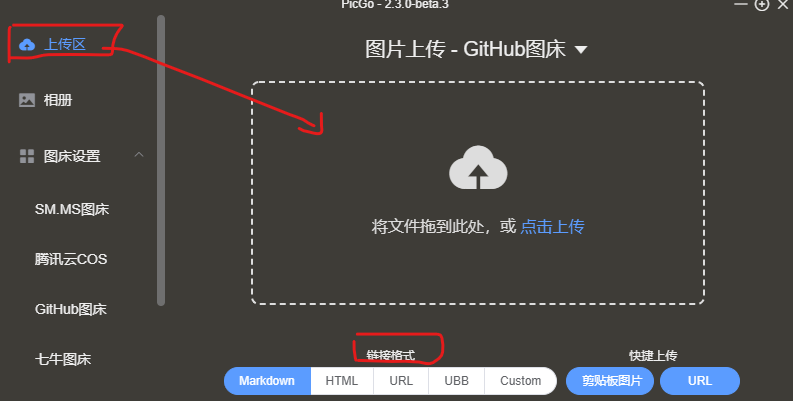 PicGo - 2.3.0-beta.3
上传区
相册
图床设置
SM.MS图床
腾讯云COS
GitHub图床
七牛图床
图片上传 - GitHub图床
将文件拖到此处，或 点击上传
链接格式
快捷上传
Markdown HTML URL UBB Custom 剪贴板图片 URL